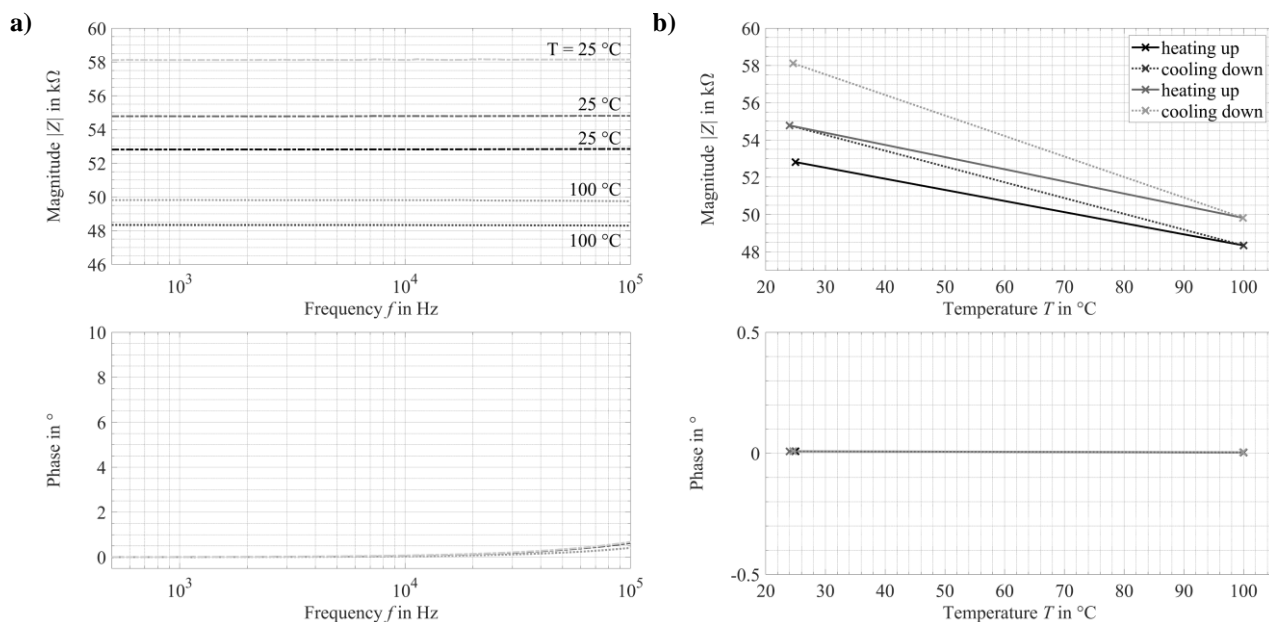 a)
Magnitude |Z| in kΩ
60
58
56
54
52
50
48
46
T = 25 °C
25 °C
25 °C
100 °C
100 °C
10³
10⁴
10⁵
Frequency f in Hz
Phase in °
10
8
6
4
2
0
10³
10⁴
10⁵
Frequency f in Hz
b)
Magnitude |Z| in kΩ
60
58
56
54
52
50
48
heating up
cooling down
heating up
cooling down
20 30 40 50 60 70 80 90 100
Temperature T in °C
Phase in °
0.5
0
-0.5
20 30 40 50 60 70 80 90 100
Temperature T in °C